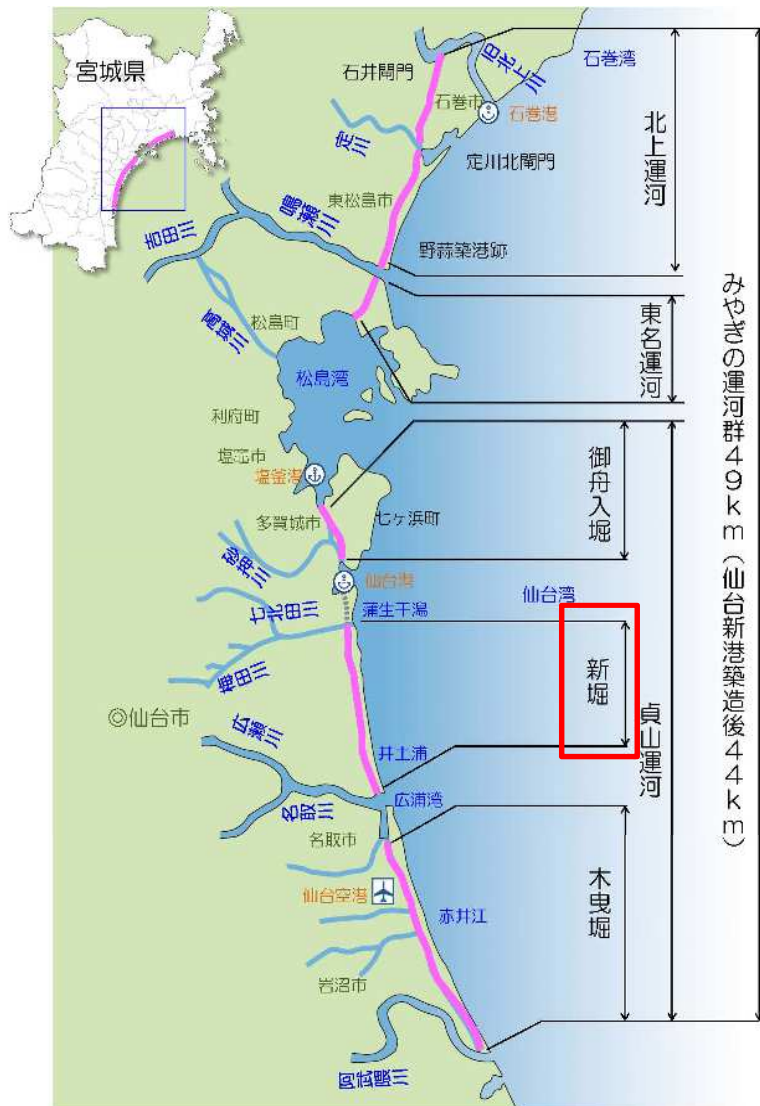 宮城県
石井閘門
旧北上川
石巻湾
石巻市
石巻港
定川
定川北閘門
北上運河
東松島市
鳴瀬川
吉田川
野蒜築港跡
高城川
松島町
東名運河
松島湾
利府町
塩竈市
塩釜港
御舟入堀
多賀城市
七ヶ浜町
砂押川
仙台港
仙台湾
七北田川
蒲生干潟
梅田川
新堀
◎仙台市
広瀬川
井土浦
貞山運河
名取川
広浦湾
名取市
仙台空港
木曳堀
赤井江
岩沼市
阿武隈川
みやぎの運河群49km(仙台新港築造後44km)